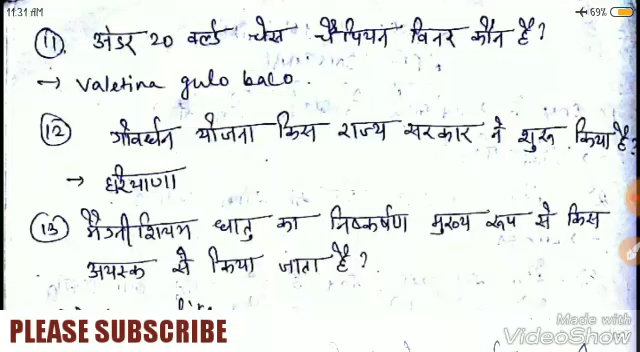 11.31 AM 69%
11. अंडर 20 वर्ल्ड चेस चैंपियन विनर कौन है?
→ Valetina gulo balo.
12 गोवर्धन योजना किस राज्य सरकार ने शुरू किया है?
→ हरियाणा
13 मैग्नीशियम धातु का निष्कर्षण मुख्य रूप से किस
अयस्क से किया जाता है?
PLEASE SUBSCRIBE
Made with
VideoShow